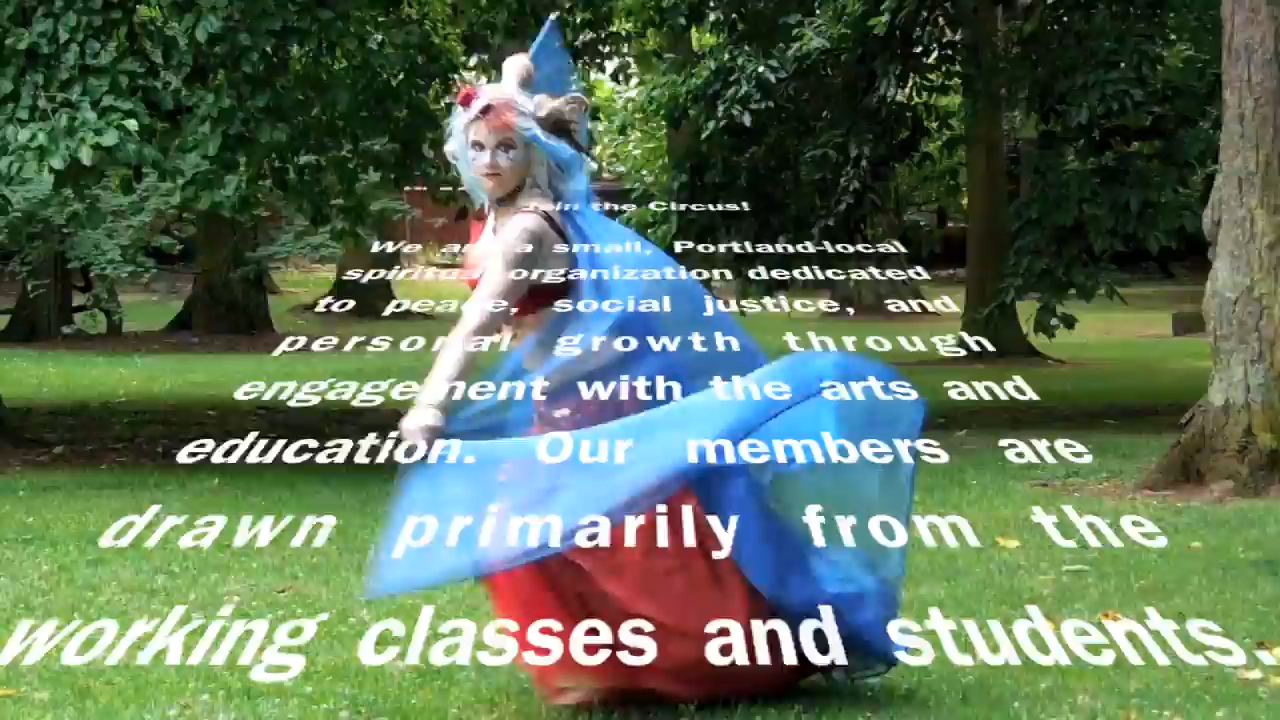 Join the Circus!
We are a small, Portland-local
spiritual organization dedicated
to peace, social justice, and
personal growth through
engagement with the arts and
education. Our members are
drawn primarily from the
working classes and students.